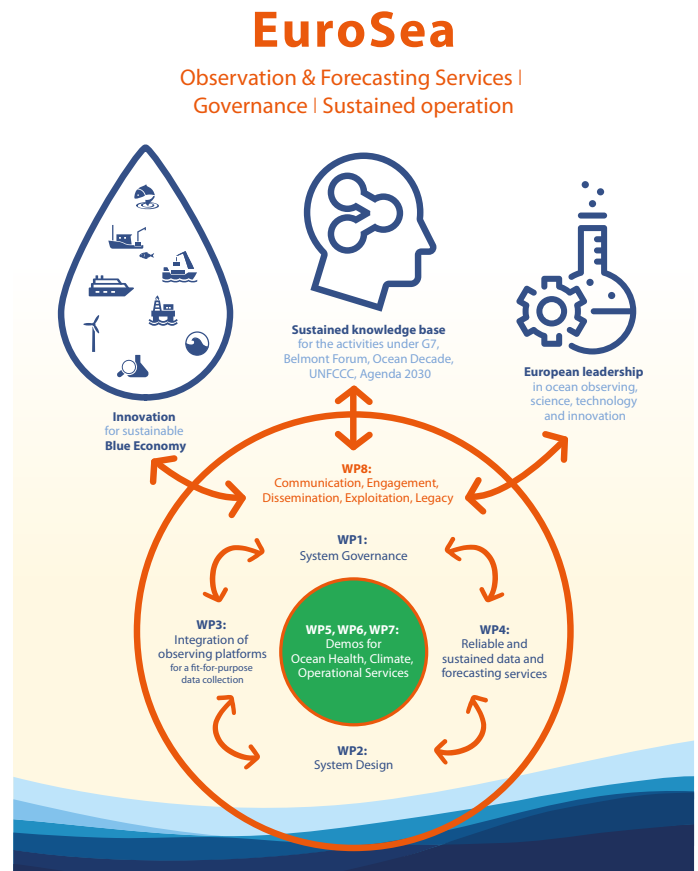 EuroSea
Observation & Forecasting Services |
Governance | Sustained operation
Sustained knowledge base
for the activities under G7,
Belmont Forum, Ocean Decade,
UNFCCC, Agenda 2030
European leadership
in ocean observing,
science, technology
and innovation
Innovation
for sustainable
Blue Economy
WP8:
Communication, Engagement,
Dissemination, Exploitation, Legacy
WP1:
System Governance
WP3:
Integration of
observing platforms
for a fit-for-purpose
data collection
WP5, WP6, WP7:
Demos for
Ocean Health, Climate,
Operational Services
WP4:
Reliable and
sustained data and
forecasting services
WP2:
System Design